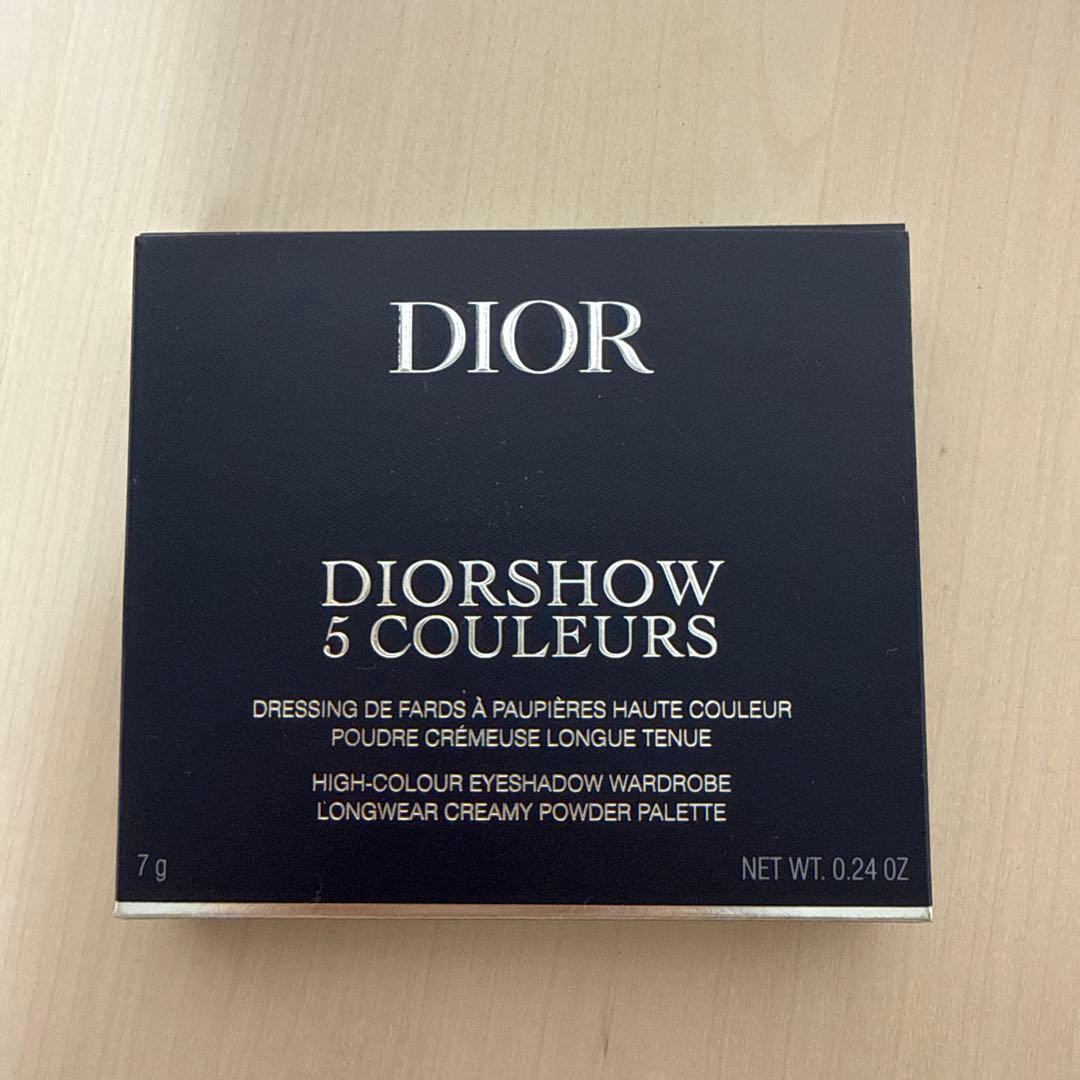 DIOR
DIORSHOW
5 COULEURS
DRESSING DE FARDS À PAUPIÈRES HAUTE COULEUR
POUDRE CRÉMEUSE LONGUE TENUE
HIGH-COLOUR EYESHADOW WARDROBE
LONGWEAR CREAMY POWDER PALETTE
7 g
NET WT. 0.24 OZ